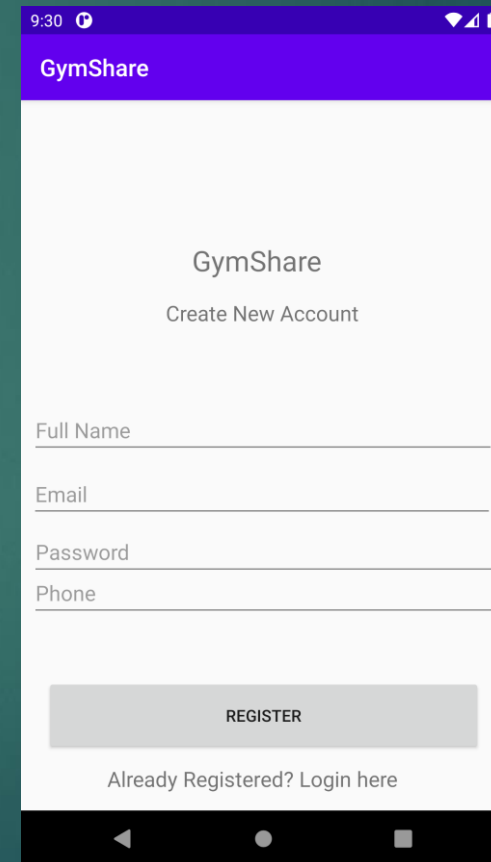 9:30
GymShare
GymShare
Create New Account
Full Name
Email
Password
Phone
REGISTER
Already Registered? Login here